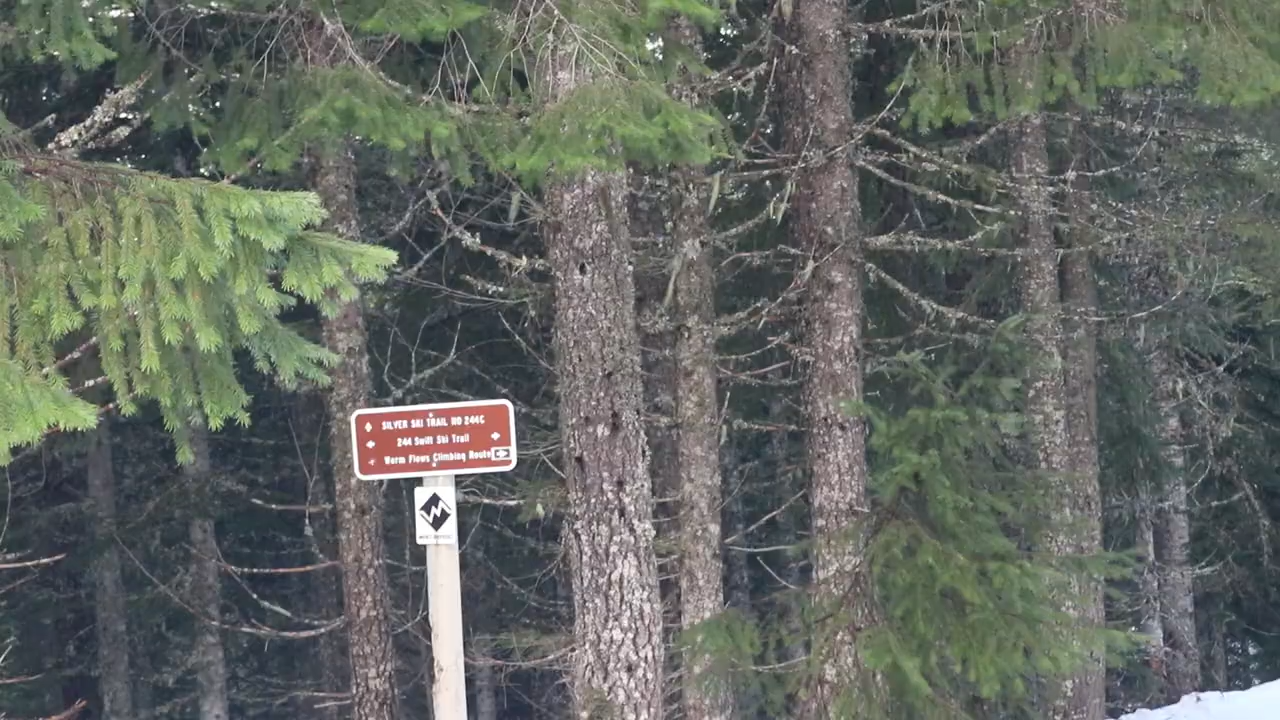 SILVER SKI TRAIL NO 244C
244 Swift Ski Trail
Worm Flows Climbing Route